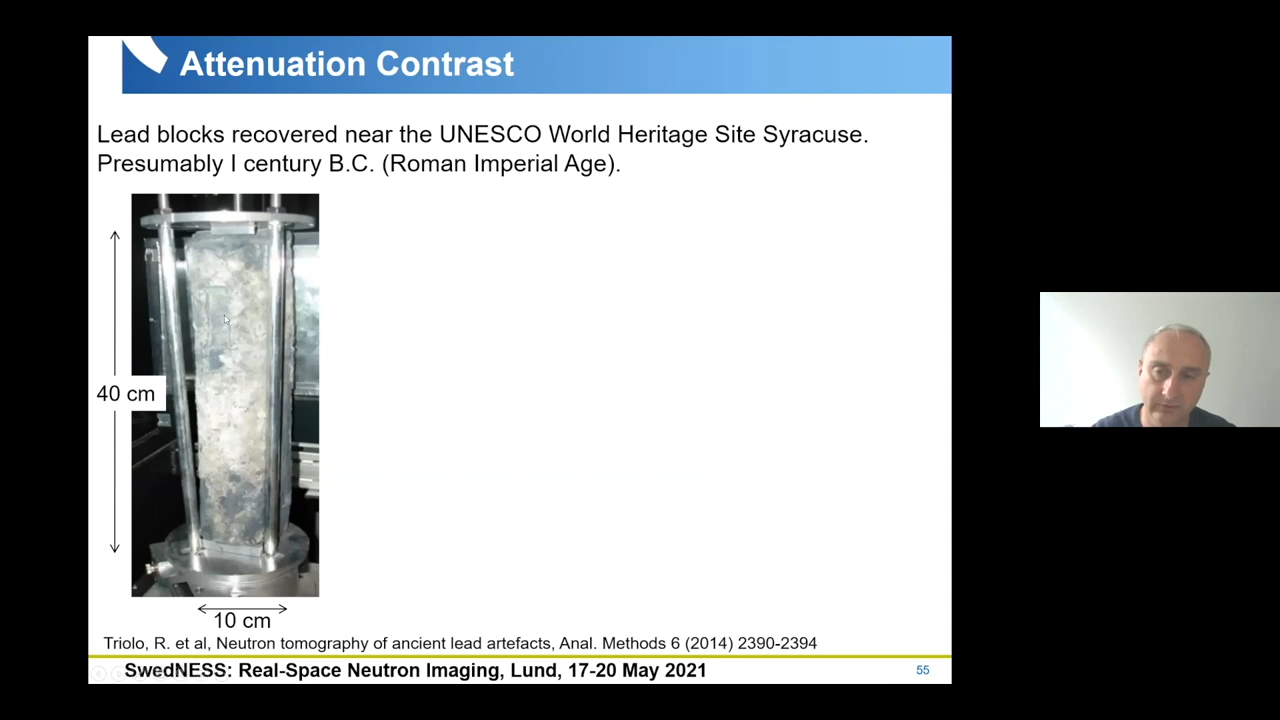 Attenuation Contrast
Lead blocks recovered near the UNESCO World Heritage Site Syracuse.
Presumably I century B.C. (Roman Imperial Age).
40 cm
10 cm
Triolo, R. et al, Neutron tomography of ancient lead artefacts, Anal. Methods 6 (2014) 2390-2394
SwedNESS: Real-Space Neutron Imaging, Lund, 17-20 May 2021
55